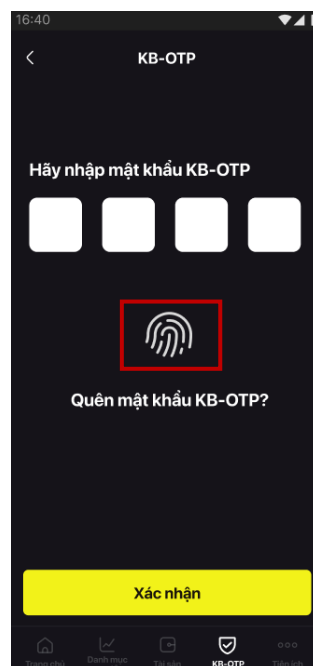 16:40
KB-OTP
Hãy nhập mật khẩu KB-OTP
Quên mật khẩu KB-OTP?
Xác nhận
Trang chủ Danh mục Tài sản KB-OTP Tiện ích